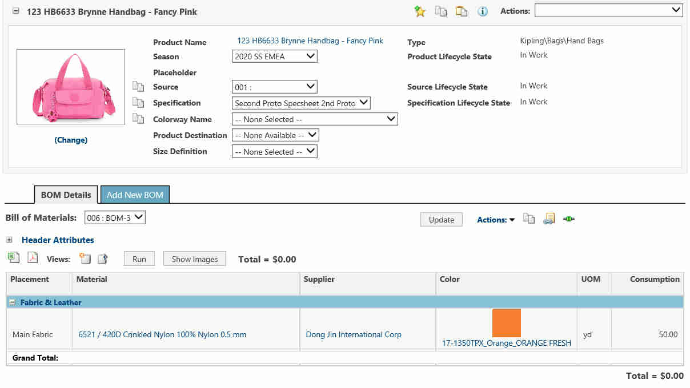 123 HB6633 Brynne Handbag - Fancy Pink
Actions:
Product Name 123 HB6633 Brynne Handbag - Fancy Pink Type Kipling\Bags\Hand Bags
Season 2020 SS EMEA Product Lifecycle State In Work
Placeholder
Source 001 : Source Lifecycle State In Work
Specification Second Proto Specsheet 2nd Proto Specification Lifecycle State In Work
Colorway Name -- None Selected --
(Change)
Product Destination -- None Available --
Size Definition -- None Selected --
BOM Details Add New BOM
Bill of Materials: 006 : BOM-3 Update Actions:
Header Attributes
Views: Run Show Images Total = $0.00
Placement Material Supplier Color UOM Consumption
Fabric & Leather
Main Fabric 6521 / 420D Crinkled Nylon 100% Nylon 0.5 mm Dong Jin International Corp 17-1350TPX_Orange_ORANGE FRESH yd 50.00
Grand Total:
Total = $0.00